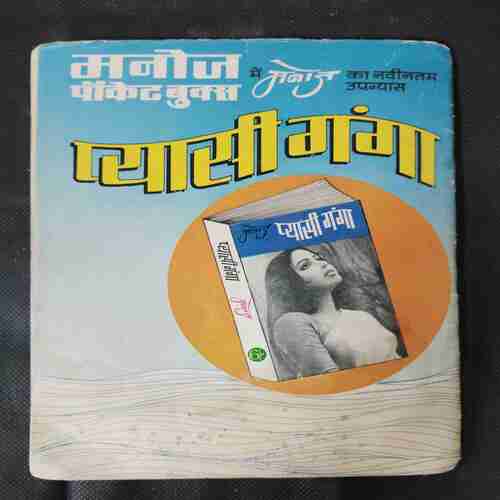 मनोज में मनोज का नवीनतम
पॉकेट बुक्स उपन्यास
प्यासी गंगा
मनोज प्यासी गंगा
प्यासी गंगा
मनोज